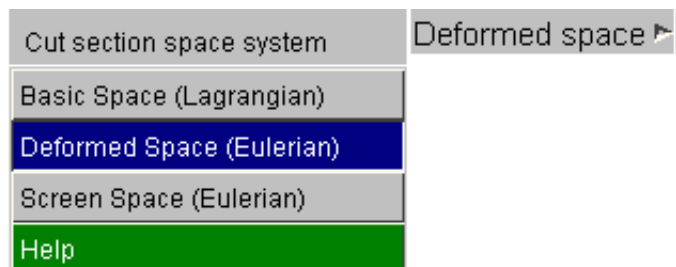 Cut section space system
Deformed space
Basic Space (Lagrangian)
Deformed Space (Eulerian)
Screen Space (Eulerian)
Help